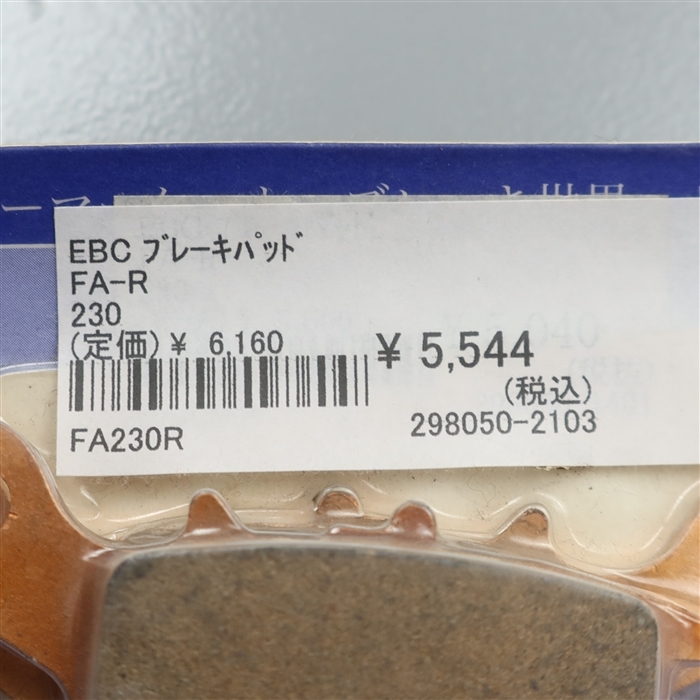 EBC ﾌﾞﾚｰｷﾊﾟｯﾄﾞ
FA-R
230
(定価)¥ 6,160
¥ 5,544
(税込)
FA230R
298050-2103